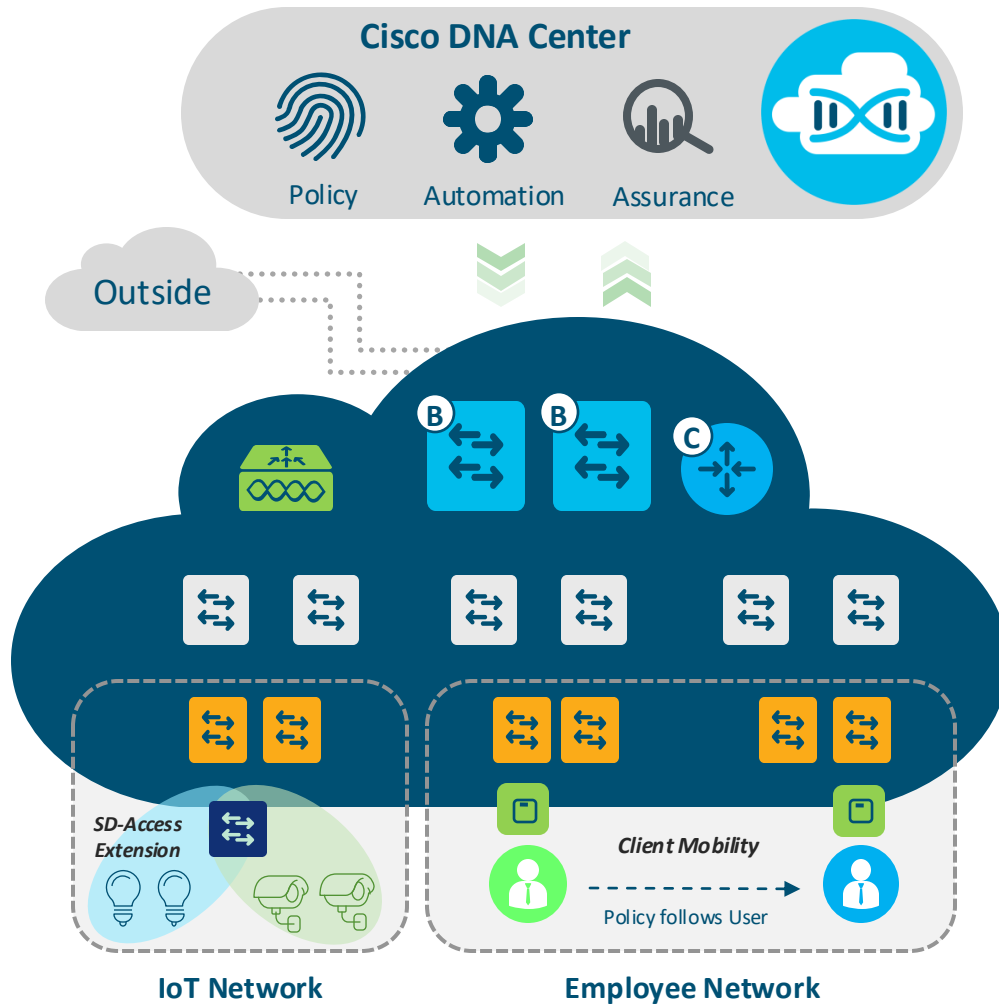 Cisco DNA Center
Policy
Automation
Assurance
Outside
B
B
C
SD-Access
Extension
Client Mobility
Policy follows User
IoT Network
Employee Network